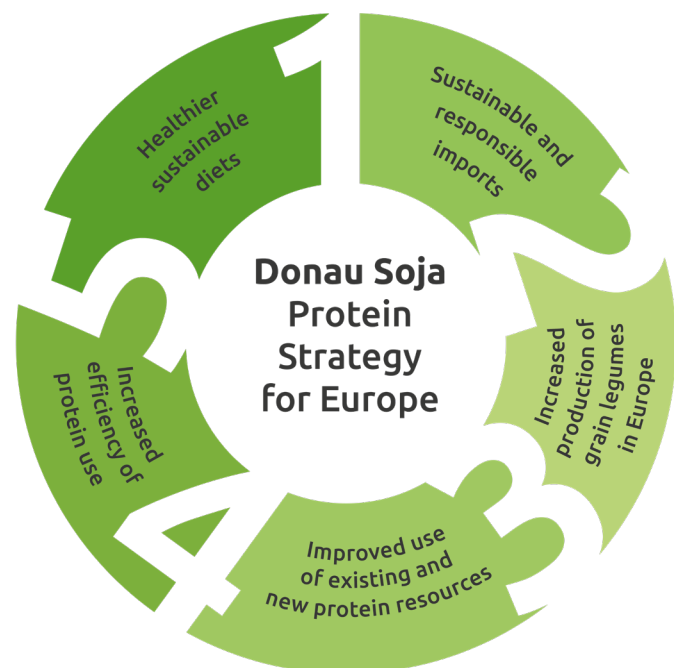 Donau Soja
Protein
Strategy
for Europe
1
Sustainable and
responsible
imports
2
Increased
production of
grain legumes
in Europe
3
Improved use
of existing and
new protein resources
4
Increased
efficiency of
protein use
5
Healthier
sustainable
diets